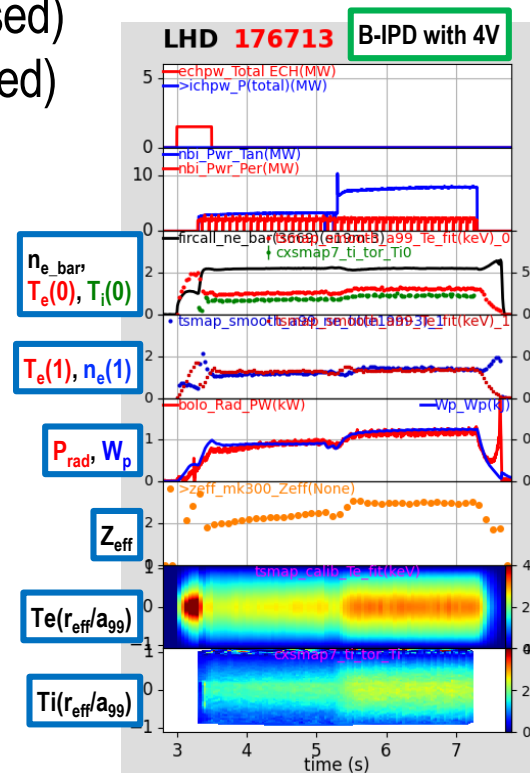 sed)
ed)
LHD 176713
B-IPD with 4V
echpw_Total ECH(MW)
>ichpw_P(total)(MW)
5
0
nbi_Pwr_Tan(MW)
nbi_Pwr_Per(MW)
10
0
n_e_bar,
T_e(0), T_i(0)
cxsmap7_ti_tor_Ti0
2
0
5
0
T_e(1), n_e(1)
2
0
0
0
P_rad, W_p
bolo_Rad_PW(kW)
Wp_Wp(kJ)
1
0
0
0
Z_eff
>zeff_mk300_Zeff(None)
2
Te(r_eff/a_99)
tsmap_calib_Te_fit(keV)
1
0
−1
4
2
0
Ti(r_eff/a_99)
cxsmap7_ti_tor_Ti
1
0
−1
4
2
0
3 4 5 6 7
time (s)